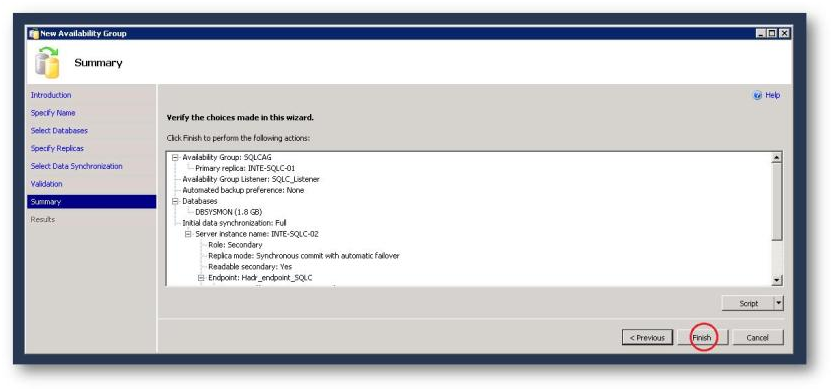 New Availability Group
Summary
Introduction
Specify Name
Select Databases
Specify Replicas
Select Data Synchronization
Validation
Summary
Results
Help
Verify the choices made in this wizard.
Click Finish to perform the following actions:
Availability Group: SQLCAG
Primary replica: INTE-SQLC-01
Availability Group Listener: SQLC_Listener
Automated backup preference: None
Databases
DBSYSMON (1.8 GB)
Initial data synchronization: Full
Server instance name: INTE-SQLC-02
Role: Secondary
Replica mode: Synchronous commit with automatic failover
Readable secondary: Yes
Endpoint: Hadr_endpoint_SQLC
Script
< Previous
Finish
Cancel